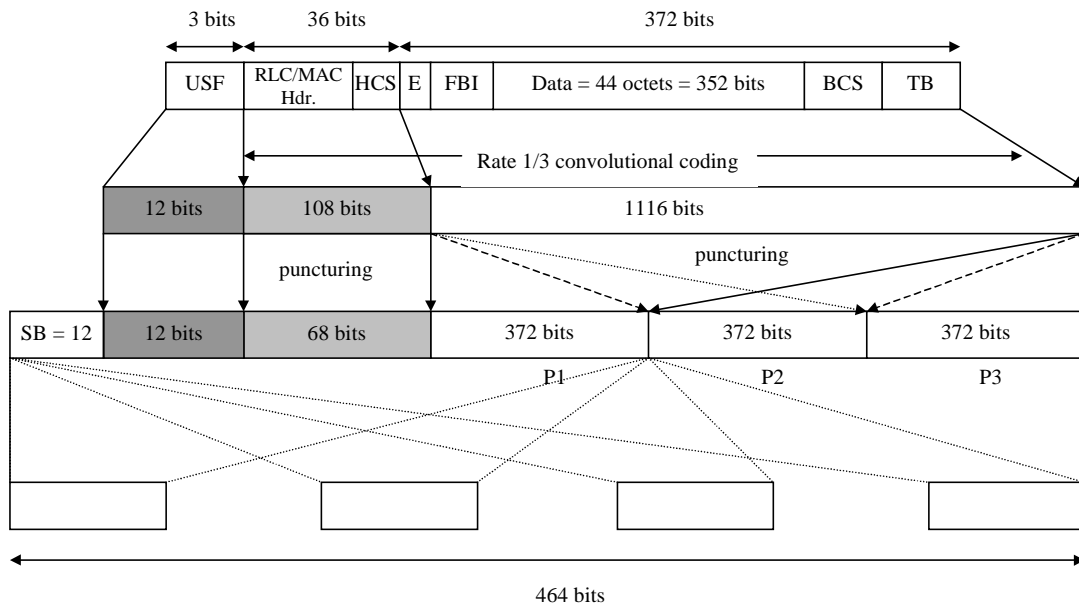 3 bits 36 bits 372 bits
USF RLC/MAC Hdr. HCS E FBI Data = 44 octets = 352 bits BCS TB
Rate 1/3 convolutional coding
12 bits 108 bits 1116 bits
puncturing puncturing
SB = 12 12 bits 68 bits 372 bits 372 bits 372 bits
P1 P2 P3
464 bits